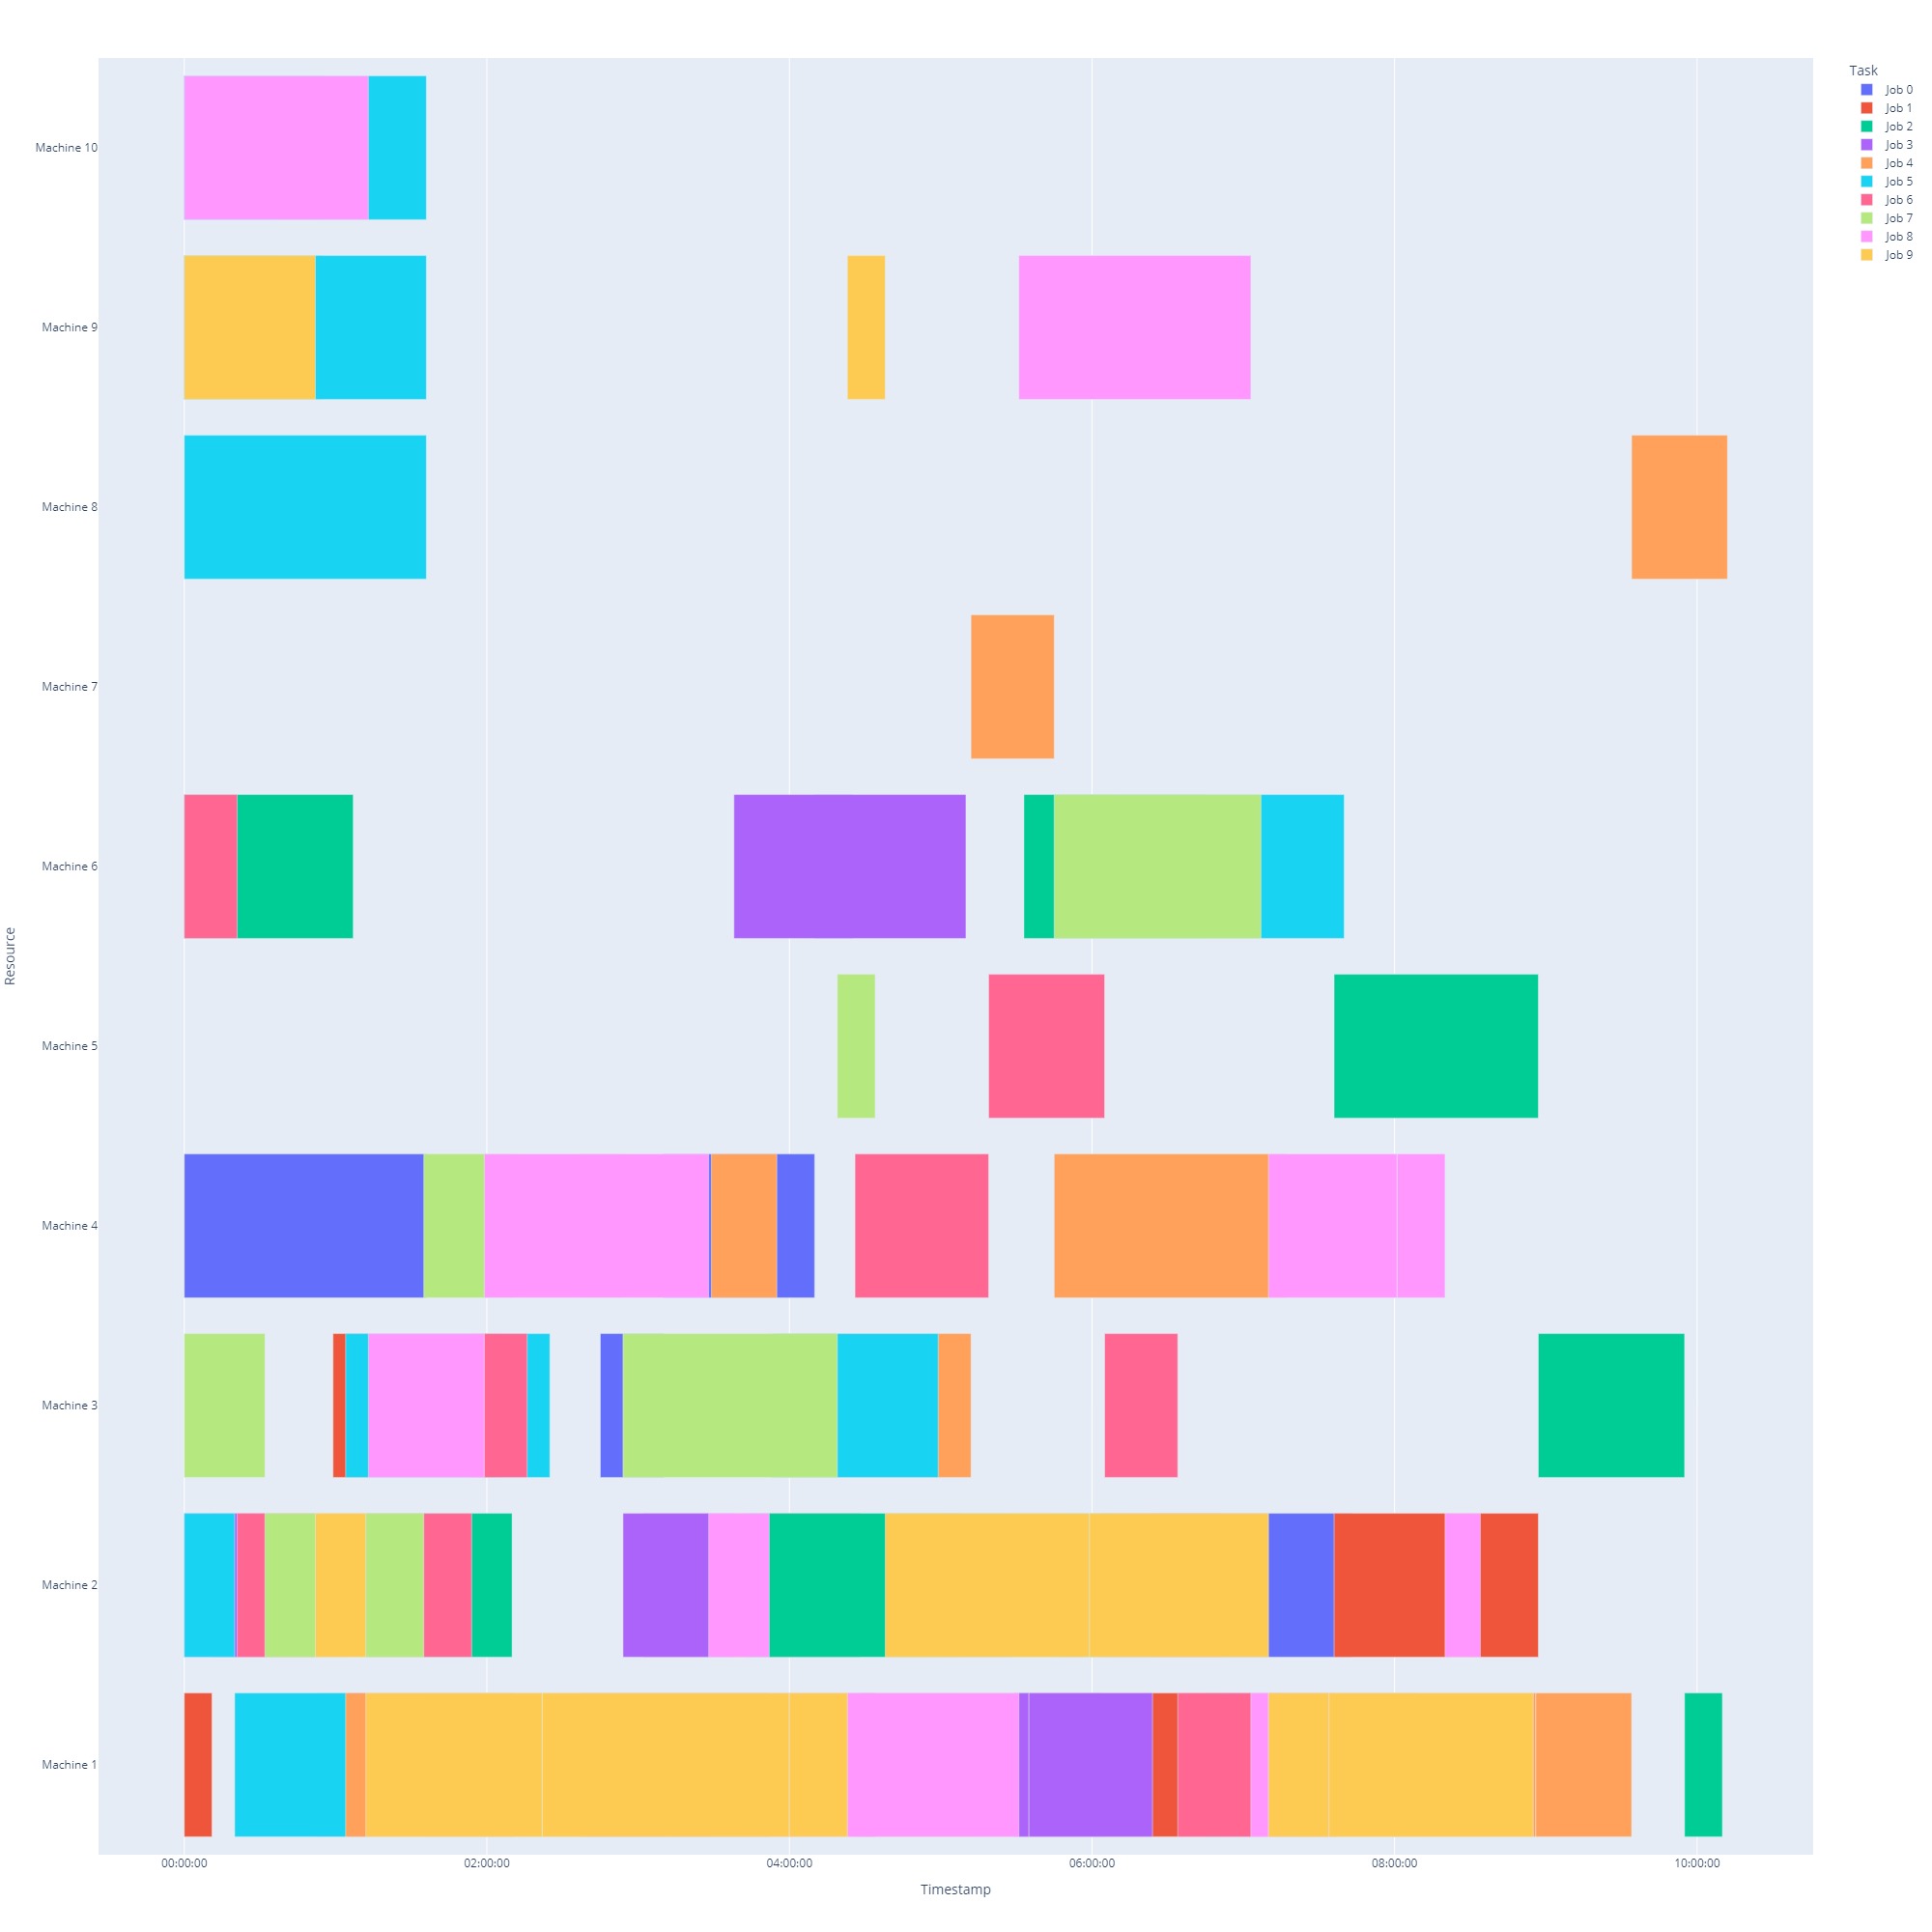 Task
Job 0
Job 1
Job 2
Job 3
Job 4
Job 5
Job 6
Job 7
Job 8
Job 9
Machine 10
Machine 9
Machine 8
Machine 7
Machine 6
Machine 5
Machine 4
Machine 3
Machine 2
Machine 1
Resource
00:00:00 02:00:00 04:00:00 06:00:00 08:00:00 10:00:00
Timestamp